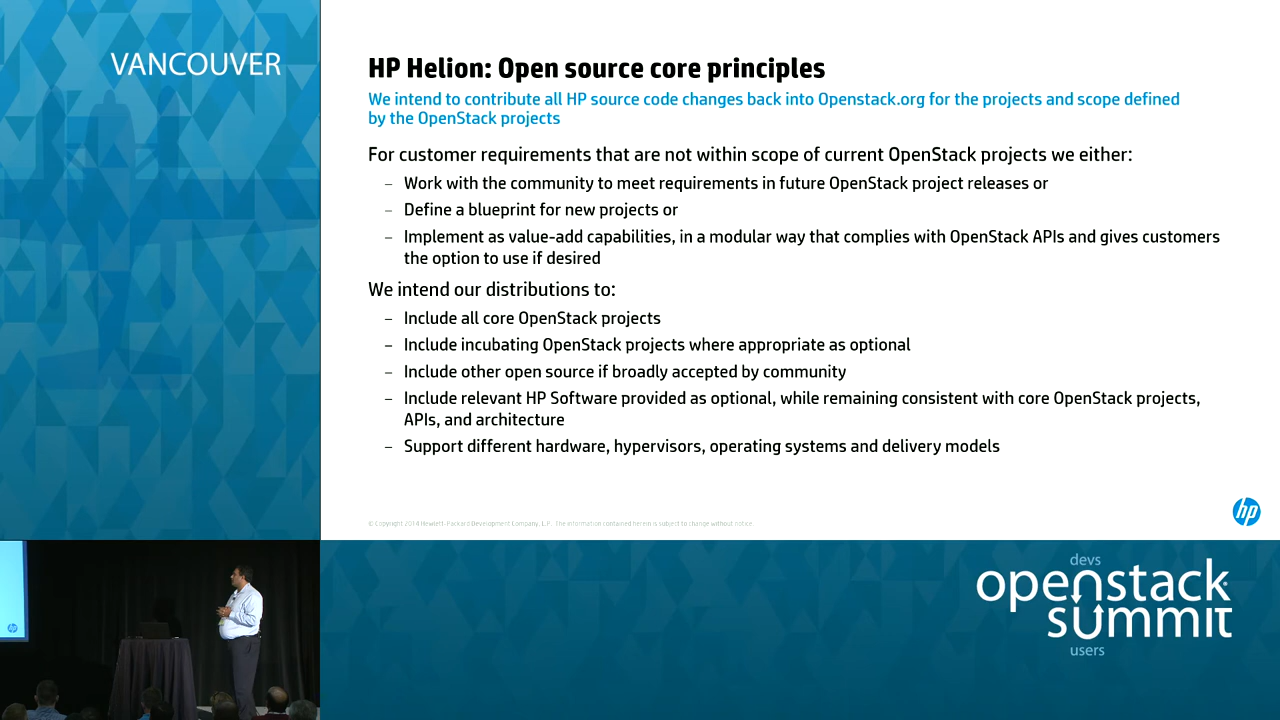 VANCOUVER
HP Helion: Open source core principles
We intend to contribute all HP source code changes back into Openstack.org for the projects and scope defined
by the OpenStack projects
For customer requirements that are not within scope of current OpenStack projects we either:
– Work with the community to meet requirements in future OpenStack project releases or
– Define a blueprint for new projects or
– Implement as value-add capabilities, in a modular way that complies with OpenStack APIs and gives customers
the option to use if desired
We intend our distributions to:
– Include all core OpenStack projects
– Include incubating OpenStack projects where appropriate as optional
– Include other open source if broadly accepted by community
– Include relevant HP Software provided as optional, while remaining consistent with core OpenStack projects,
APIs, and architecture
– Support different hardware, hypervisors, operating systems and delivery models
© Copyright 2014 Hewlett-Packard Development Company, L.P. The information contained herein is subject to change without notice
hp
devs
openstack
summit
users